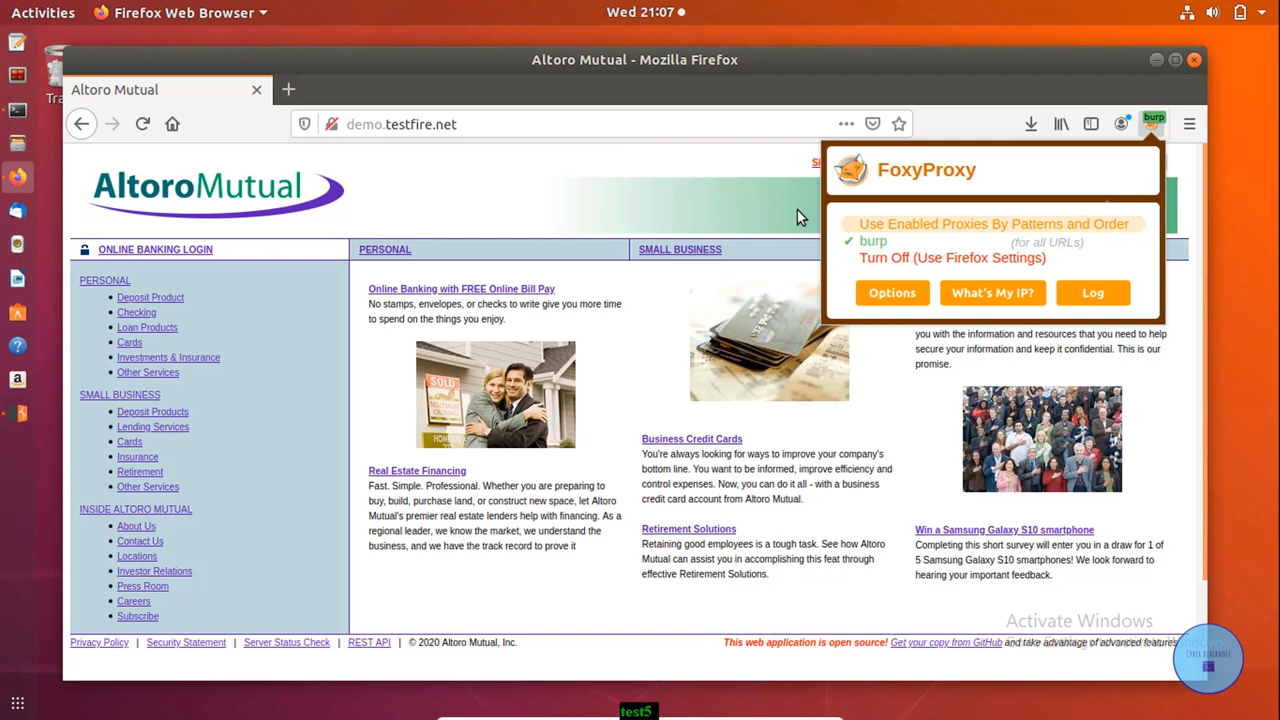 Activities
Firefox Web Browser
Wed 21:07
Altoro Mutual - Mozilla Firefox
Altoro Mutual
demo.testfire.net
burp
AltoroMutual
FoxyProxy
Use Enabled Proxies By Patterns and Order
✔ burp (for all URLs)
Turn Off (Use Firefox Settings)
Options
What's My IP?
Log
ONLINE BANKING LOGIN
PERSONAL
SMALL BUSINESS
PERSONAL
Deposit Product
Checking
Loan Products
Cards
Investments & Insurance
Other Services
SMALL BUSINESS
Deposit Products
Lending Services
Cards
Insurance
Retirement
Other Services
INSIDE ALTORO MUTUAL
About Us
Contact Us
Locations
Investor Relations
Press Room
Careers
Subscribe
Online Banking with FREE Online Bill Pay
No stamps, envelopes, or checks to write give you more time
to spend on the things you enjoy.
SOLD
Real Estate Financing
Fast. Simple. Professional. Whether you are preparing to
buy, build, purchase land, or construct new space, let Altoro
Mutual's premier real estate lenders help with financing. As a
regional leader, we know the market, we understand the
business, and we have the track record to prove it
Business Credit Cards
You're always looking for ways to improve your company's
bottom line. You want to be informed, improve efficiency and
control expenses. Now, you can do it all - with a business
credit card account from Altoro Mutual.
Retirement Solutions
Retaining good employees is a tough task. See how Altoro
Mutual can assist you in accomplishing this feat through
effective Retirement Solutions.
you with the information and resources that you need to help
secure your information and keep it confidential. This is our
promise.
Win a Samsung Galaxy S10 smartphone
Completing this short survey will enter you in a draw for 1 of
5 Samsung Galaxy S10 smartphones! We look forward to
hearing your important feedback.
Activate Windows
Privacy Policy | Security Statement | Server Status Check | REST API | © 2020 Altoro Mutual, Inc.
This web application is open source! Get your copy from GitHub and take advantage of advanced features
CYBER BLACKHOLE
test5